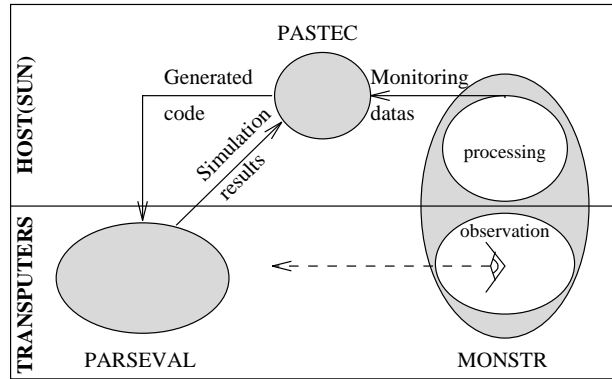 PASTEC
HOST(SUN)
Generated
code
Monitoring
datas
Simulation
results
processing
TRANSPUTERS
observation
PARSEVAL
MONSTR